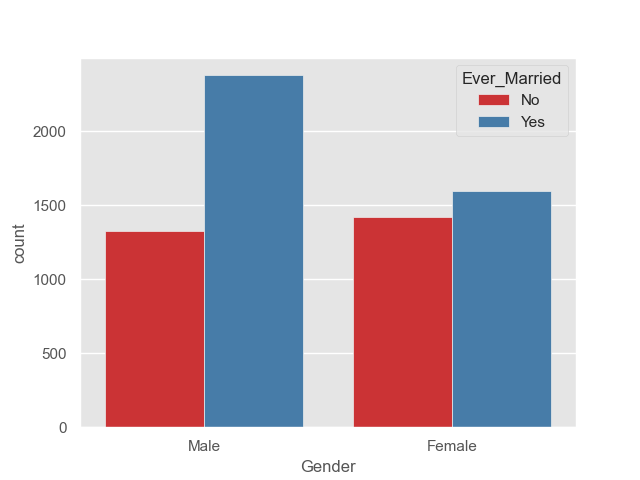 Ever_Married
No
Yes
2000
1500
1000
500
0
count
Male
Female
Gender